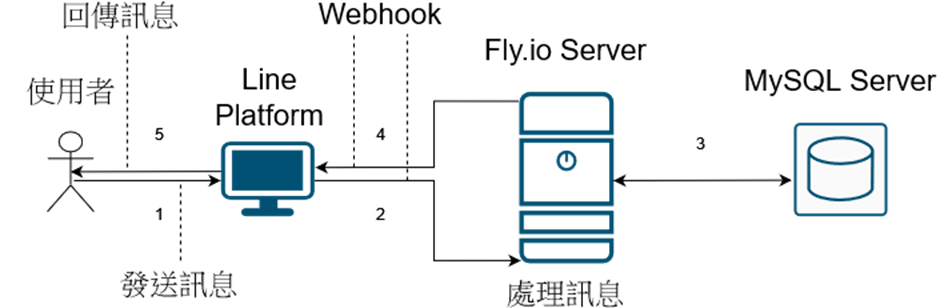 回傳訊息
Webhook
Fly.io Server
Line
Platform
MySQL Server
使用者
5
4
3
1
2
發送訊息
處理訊息